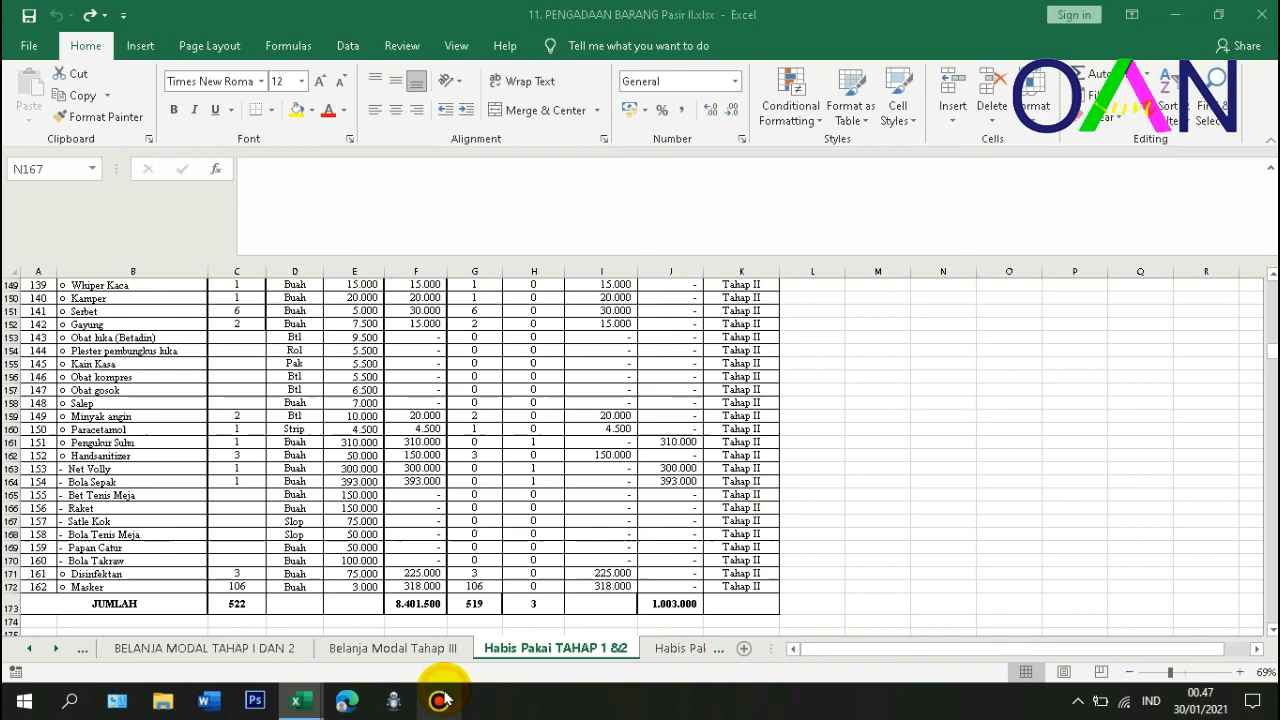 11. PENGADAAN BARANG Pasir II.xlsx - Excel
Sign in
File Home Insert Page Layout Formulas Data Review View Help Tell me what you want to do Share
Paste
Cut
Copy
Format Painter
Clipboard
Times New Roma 12
B I U
Font
Wrap Text
Merge & Center
Alignment
General
Number
Conditional Formatting
Format as Table
Cell Styles
Styles
Insert Delete Format
Cells
Editing
OAN
N167
fx
A B C D E F G H I J K L M N O P Q R
149 139 o Whiper Kaca 1 Buah 15.000 15.000 1 0 15.000 - Tahap II
150 140 o Kamper 1 Buah 20.000 20.000 1 0 20.000 - Tahap II
151 141 o Serbet 6 Buah 5.000 30.000 6 0 30.000 - Tahap II
152 142 o Gayung 2 Buah 7.500 15.000 2 0 15.000 - Tahap II
153 143 o Obat luka (Betadin) Btl 9.500 - 0 0 - - Tahap II
154 144 o Plester pembungkus luka Rol 5.500 - 0 0 - - Tahap II
155 145 o Kain Kasa Pak 5.500 - 0 0 - - Tahap II
156 146 o Obat kompres Btl 5.500 - 0 0 - - Tahap II
157 147 o Obat gosok Btl 6.500 - 0 0 - - Tahap II
158 148 o Salep Buah 7.000 - 0 0 - - Tahap II
159 149 o Minyak angin 2 Btl 10.000 20.000 2 0 20.000 - Tahap II
160 150 o Paracetamol 1 Strip 4.500 4.500 1 0 4.500 - Tahap II
161 151 o Pengukur Suhu 1 Buah 310.000 310.000 0 1 - 310.000 Tahap II
162 152 o Handsanitizer 3 Buah 50.000 150.000 3 0 150.000 - Tahap II
163 153 - Net Volly 1 Buah 300.000 300.000 0 1 - 300.000 Tahap II
164 154 - Bola Sepak 1 Buah 393.000 393.000 0 1 - 393.000 Tahap II
165 155 - Bet Tenis Meja Buah 150.000 - 0 0 - - Tahap II
166 156 - Raket Buah 150.000 - 0 0 - - Tahap II
167 157 - Satle Kok Slop 75.000 - 0 0 - - Tahap II
168 158 - Bola Tenis Meja Slop 50.000 - 0 0 - - Tahap II
169 159 - Papan Catur Buah 50.000 - 0 0 - - Tahap II
170 160 - Bola Takraw Buah 100.000 - 0 0 - - Tahap II
171 161 o Disinfektan 3 Buah 75.000 225.000 3 0 225.000 - Tahap II
172 162 o Masker 106 Buah 3.000 318.000 106 0 318.000 - Tahap II
173 JUMLAH 522 8.401.500 519 3 1.003.000
174
175
... BELANJA MODAL TAHAP I DAN 2 Belanja Modal Tahap III Habis Pakai TAHAP 1 &2 Habis Pak ...
69%
IND
00.47
30/01/2021